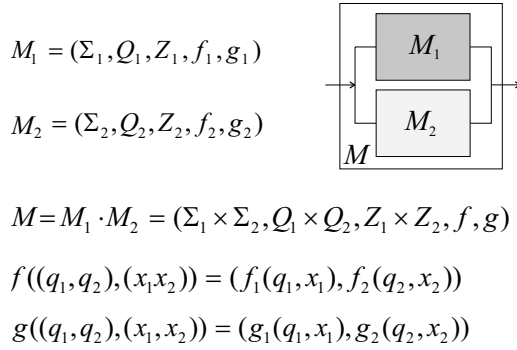 M₁ = (Σ₁,Q₁,Z₁,f₁,g₁)
M₁
M₂ = (Σ₂,Q₂,Z₂,f₂,g₂)
M₂
M
M=M₁·M₂ = (Σ₁×Σ₂,Q₁×Q₂,Z₁×Z₂,f,g)
f((q₁,q₂),(x₁x₂)) = (f₁(q₁,x₁),f₂(q₂,x₂))
g((q₁,q₂),(x₁,x₂)) = (g₁(q₁,x₁),g₂(q₂,x₂))